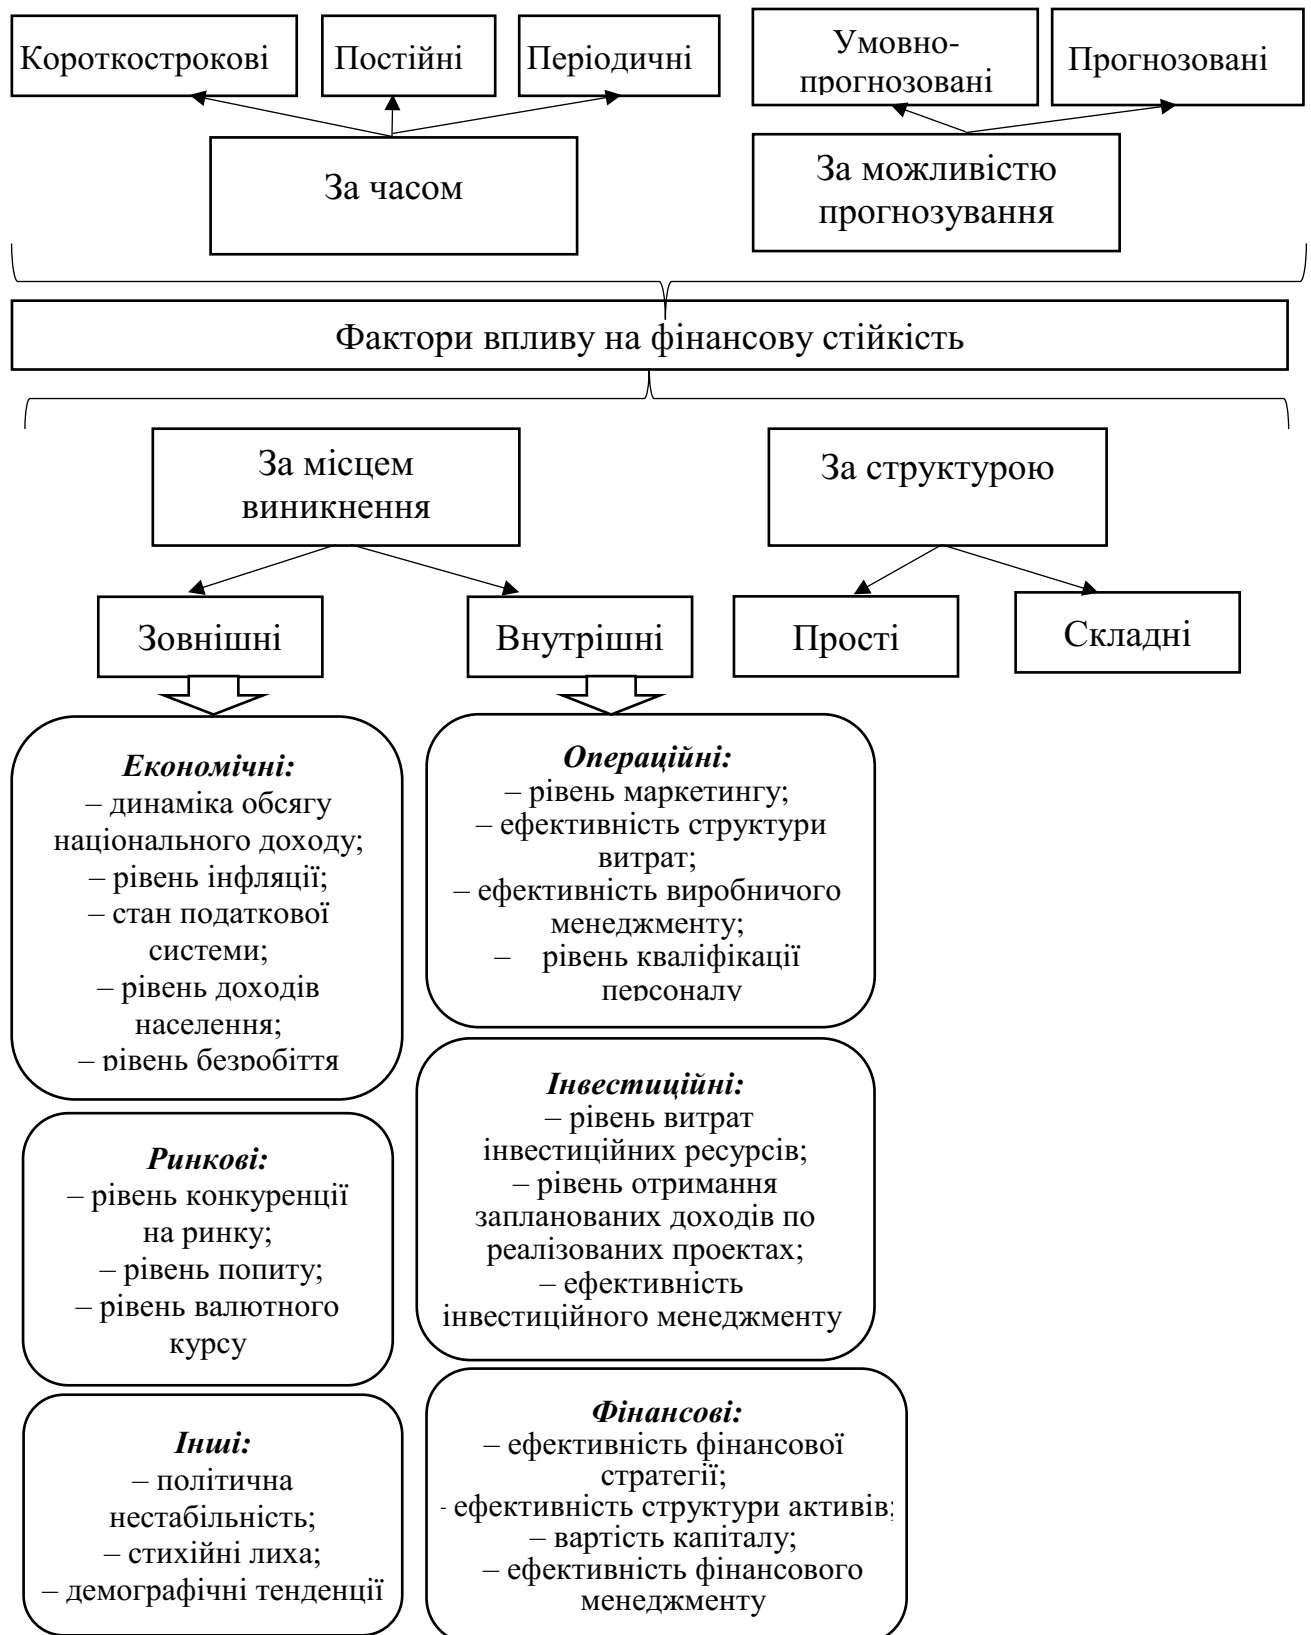 Короткострокові
Постійні
Періодичні
Умовно-
прогнозовані
Прогнозовані
За часом
За можливістю
прогнозування
Фактори впливу на фінансову стійкість
За місцем
виникнення
За структурою
Зовнішні
Внутрішні
Прості
Складні
Економічні:
– динаміка обсягу
національного доходу;
– рівень інфляції;
– стан податкової
системи;
– рівень доходів
населення;
– рівень безробіття
Ринкові:
– рівень конкуренції
на ринку;
– рівень попиту;
– рівень валютного
курсу
Інші:
– політична
нестабільність;
– стихійні лиха;
– демографічні тенденції
Операційні:
– рівень маркетингу;
– ефективність структури
витрат;
– ефективність виробничого
менеджменту;
– рівень кваліфікації
персоналу
Інвестиційні:
– рівень витрат
інвестиційних ресурсів;
– рівень отримання
запланованих доходів по
реалізованих проектах;
– ефективність
інвестиційного менеджменту
Фінансові:
– ефективність фінансової
стратегії;
- ефективність структури активів;
– вартість капіталу;
– ефективність фінансового
менеджменту